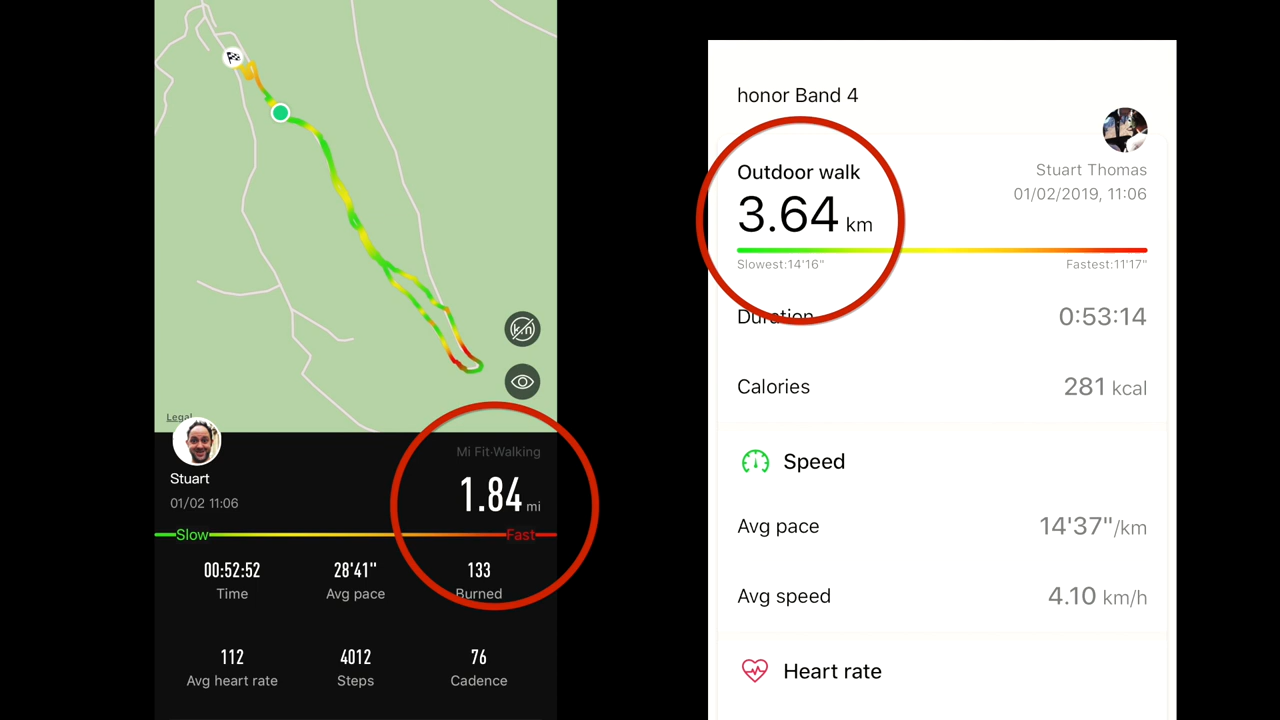 Legal
Stuart
01/02 11:06
Mi Fit·Walking
1.84 mi
Slow
Fast
00:52:52
Time
28'41"
Avg pace
133
Burned
112
Avg heart rate
4012
Steps
76
Cadence
honor Band 4
Outdoor walk
3.64 km
Stuart Thomas
01/02/2019, 11:06
Slowest:14'16"
Fastest:11'17"
Duration
0:53:14
Calories
281 kcal
Speed
Avg pace
14'37"/km
Avg speed
4.10 km/h
Heart rate